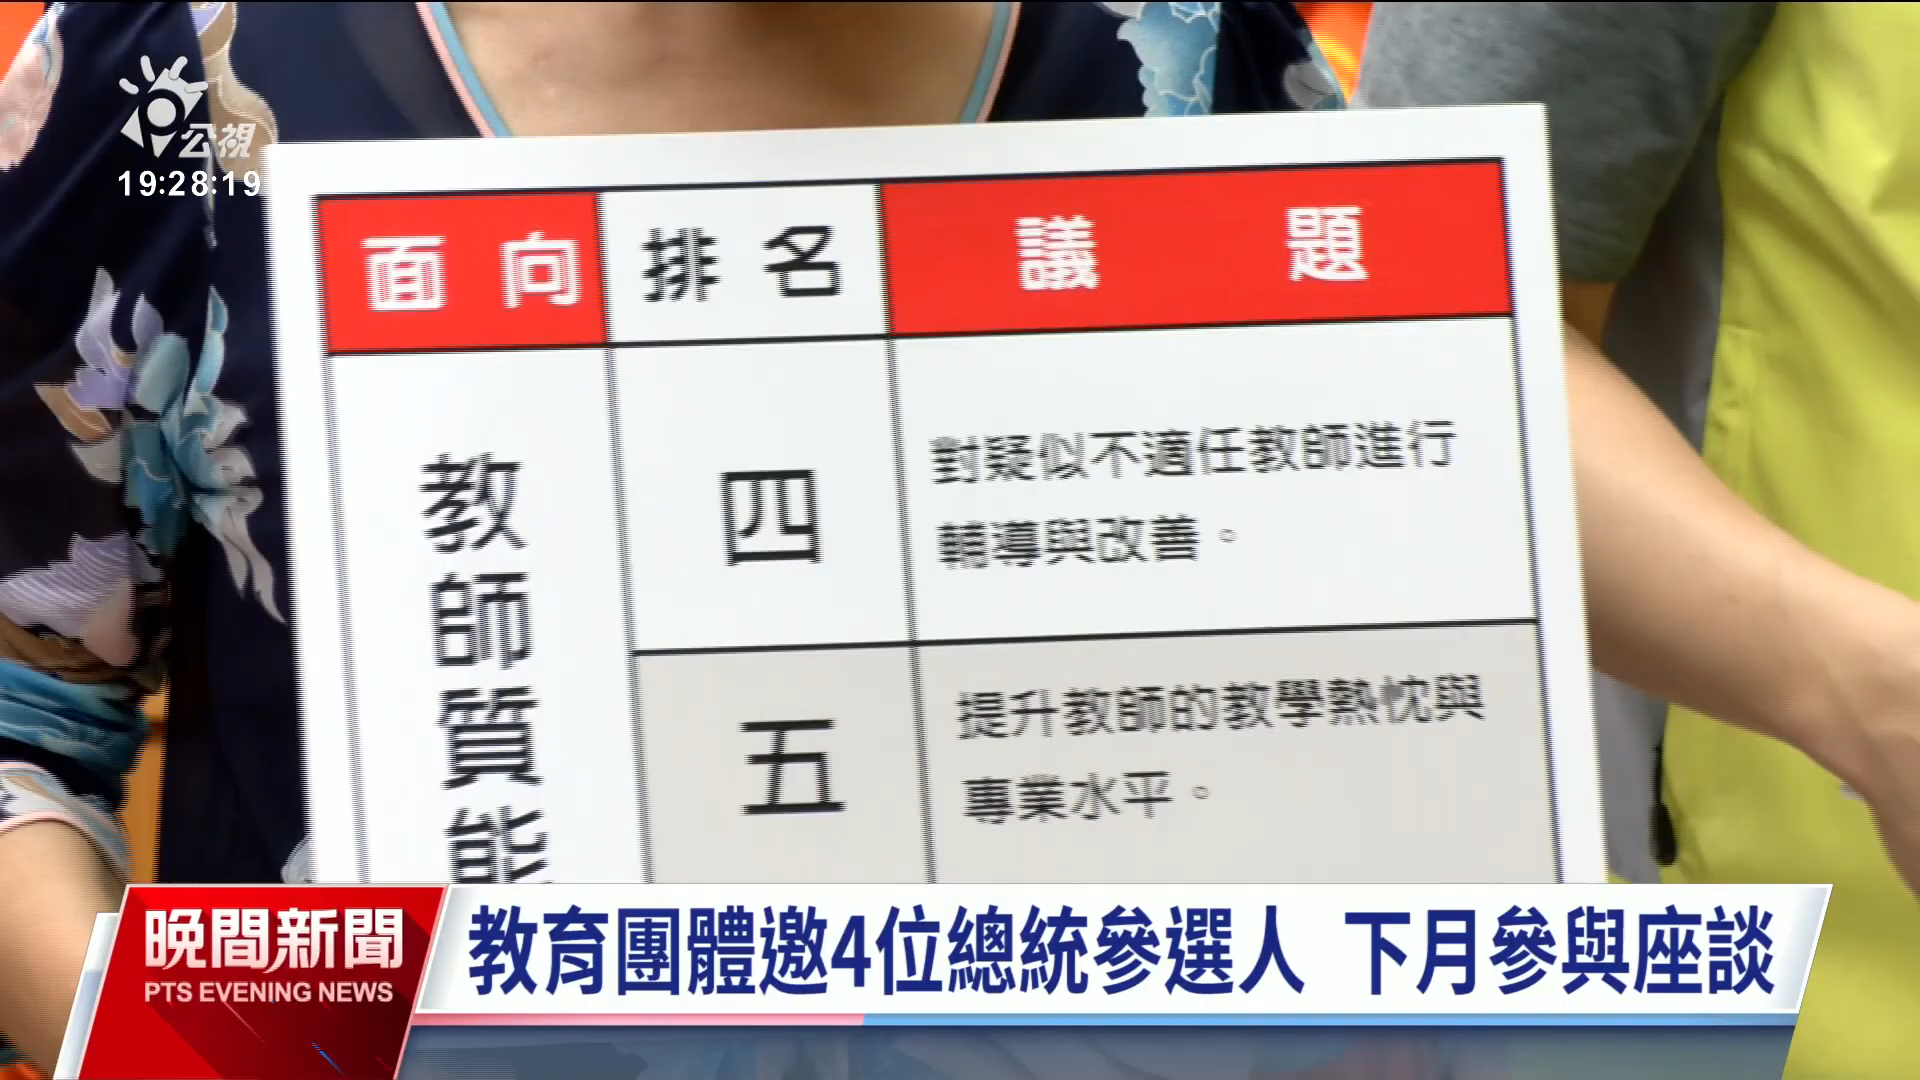 公視
19:28:19
面向 排名 議題
教師質能
四
對疑似不適任教師進行
輔導與改善。
五
提升教師的教學熱忱與
專業水平。
晚間新聞
PTS EVENING NEWS
教育團體邀4位總統參選人 下月參與座談